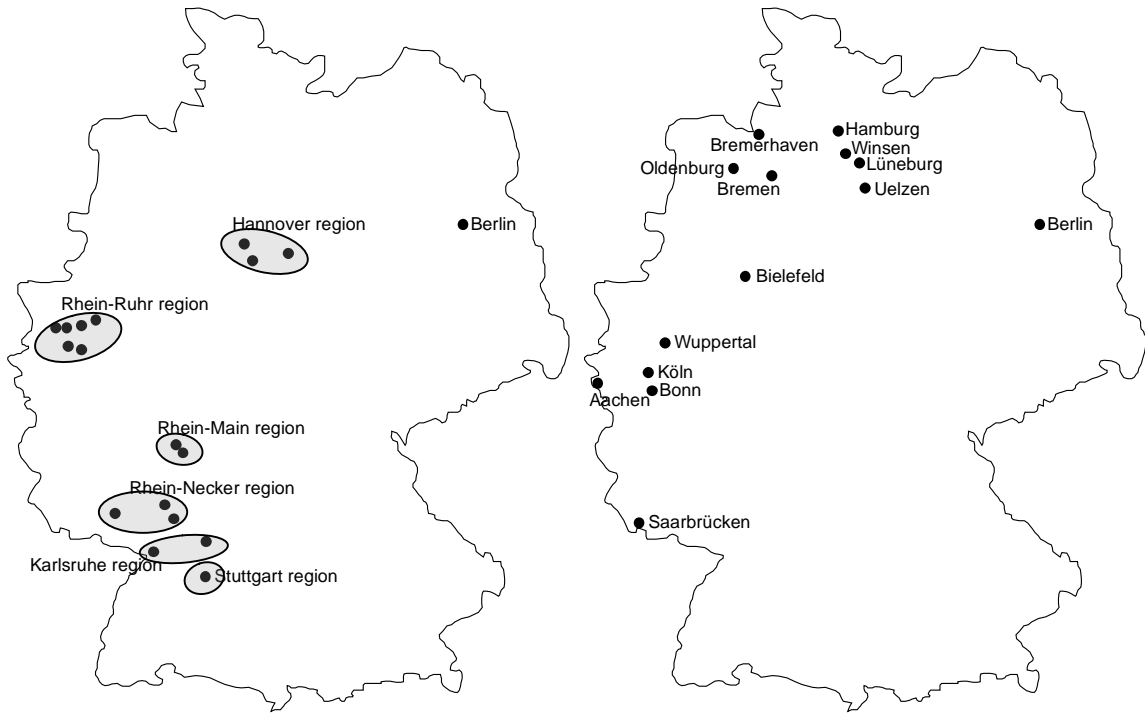 Hannover region
Berlin
Rhein-Ruhr region
Rhein-Main region
Rhein-Necker region
Karlsruhe region
Stuttgart region
Hamburg
Bremerhaven
Winsen
Oldenburg
Lüneburg
Bremen
Uelzen
Berlin
Bielefeld
Wuppertal
Köln
Bonn
Aachen
Saarbrücken